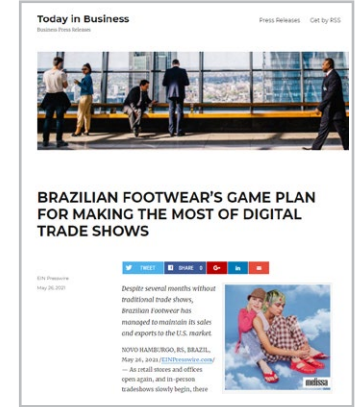 Today in Business
Business Press Releases
Press Releases Get by RSS
BRAZILIAN FOOTWEAR'S GAME PLAN
FOR MAKING THE MOST OF DIGITAL
TRADE SHOWS
TWEET SHARE 0 G+ in
EIN Presswire
May 26, 2021
Despite several months without
traditional trade shows,
Brazilian Footwear has
managed to maintain its sales
and exports to the U.S. market
NOVO HAMBURGO, RS, BRAZIL,
May 26, 2021 /EINPresswire.com/
— As retail stores and offices
open again, and in-person
tradeshows slowly begin, there
melissa